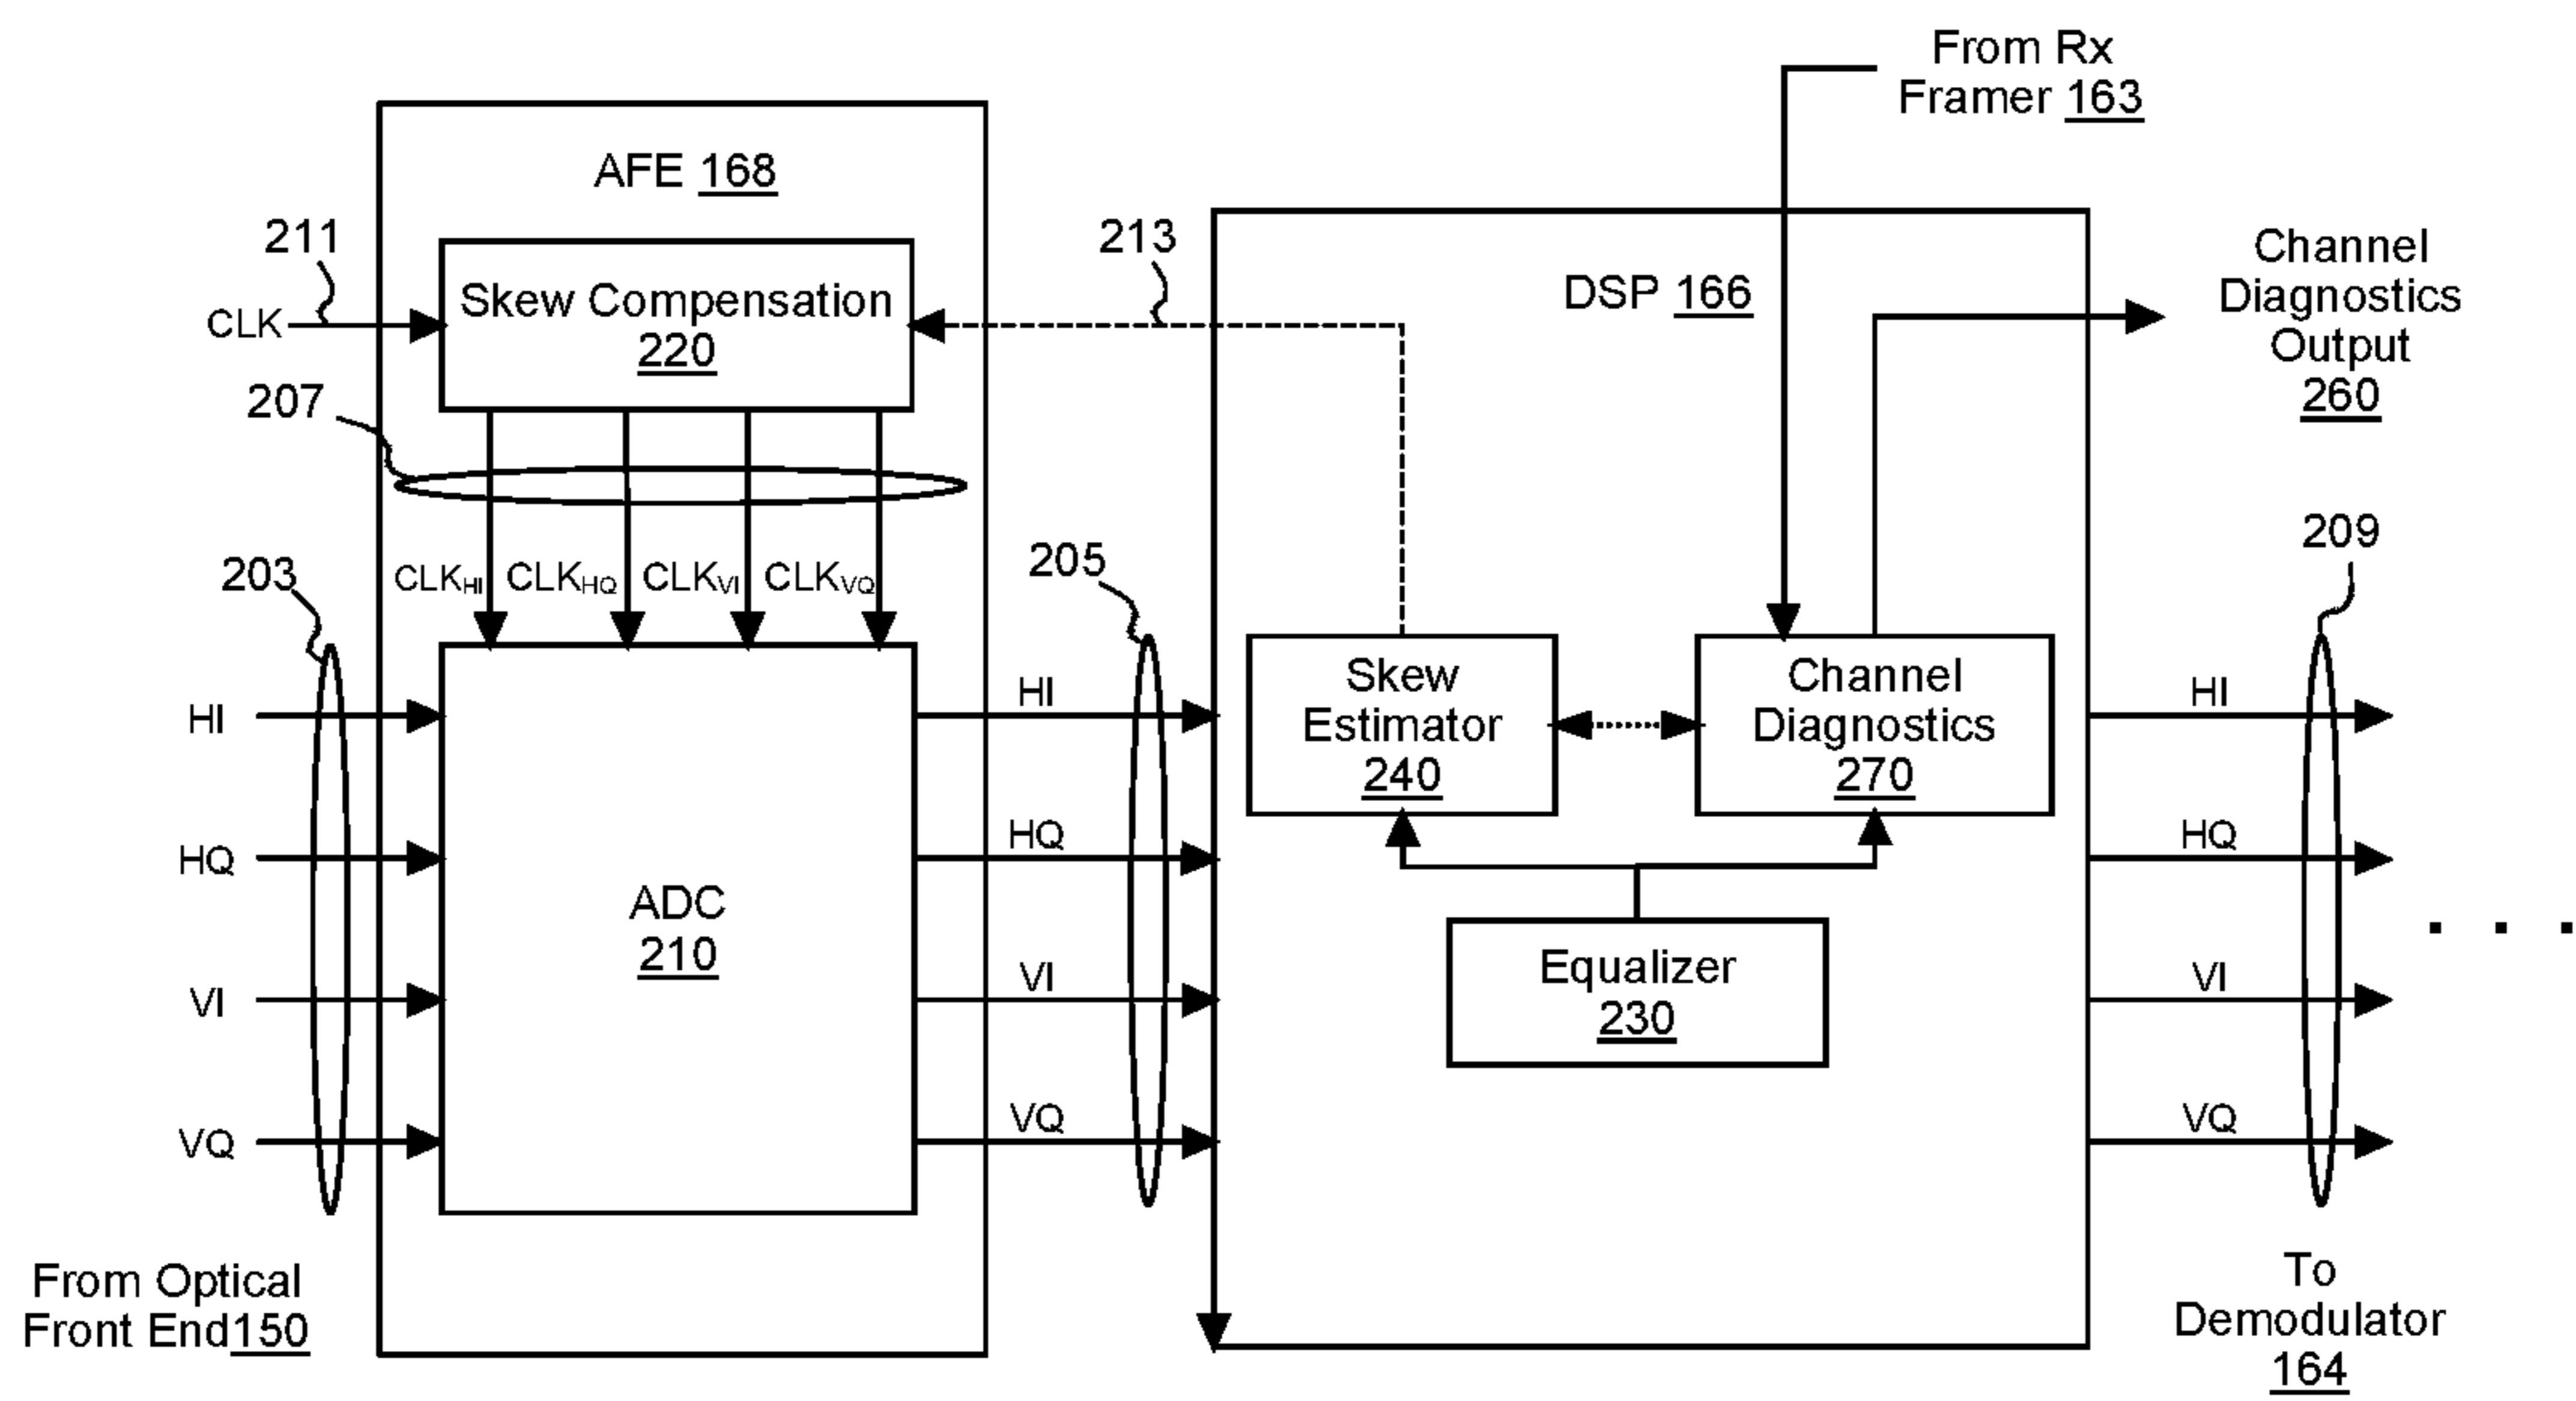 From Rx
Framer 163
AFE 168
211
CLK
Skew Compensation
220
213
DSP 166
Channel
Diagnostics
Output
260
207
CLKHI
CLKHQ
CLKVI
CLKVQ
203
205
209
HI
HQ
VI
VQ
ADC
210
HI
HQ
VI
VQ
Skew
Estimator
240
Channel
Diagnostics
270
Equalizer
230
HI
HQ
VI
VQ
. . .
From Optical
Front End150
To
Demodulator
164